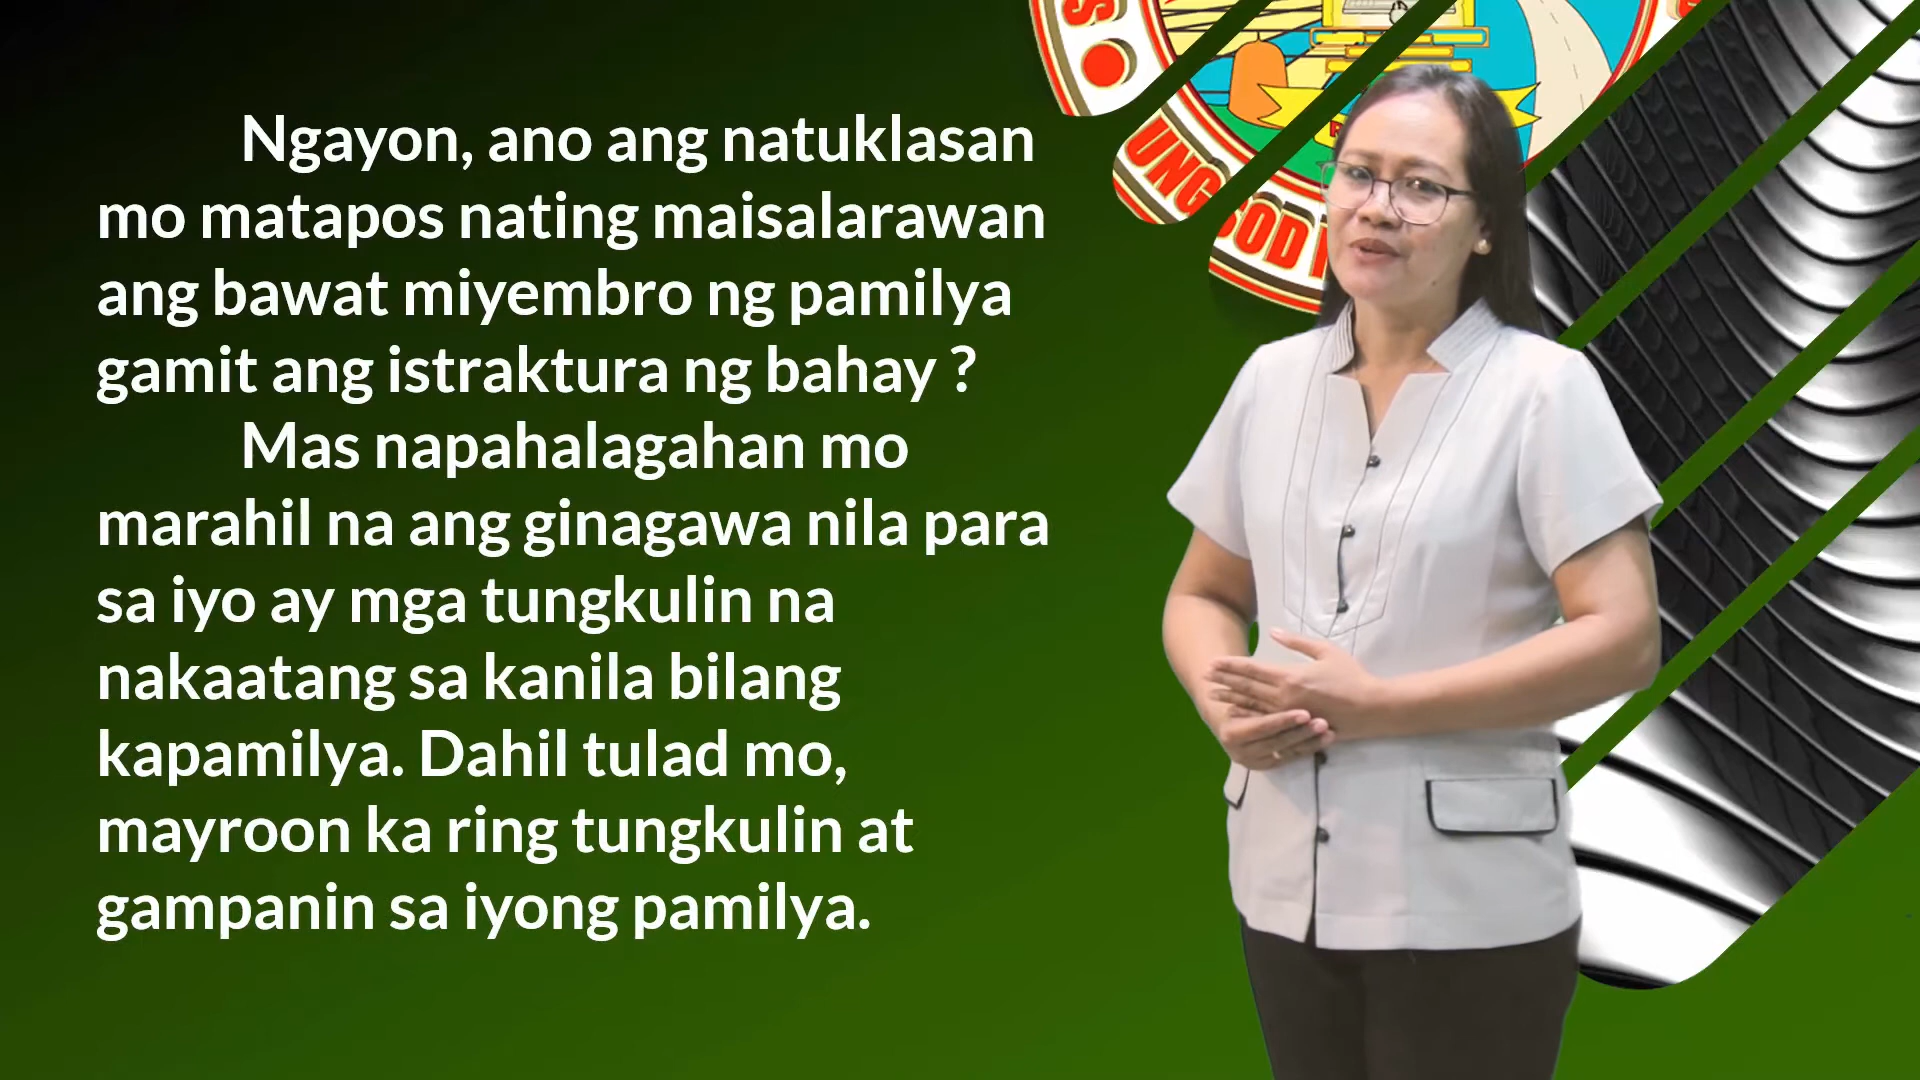 Ngayon, ano ang natuklasan
mo matapos nating maisalarawan
ang bawat miyembro ng pamilya
gamit ang istraktura ng bahay ?
Mas napahalagahan mo
marahil na ang ginagawa nila para
sa iyo ay mga tungkulin na
nakaatang sa kanila bilang
kapamilya. Dahil tulad mo,
mayroon ka ring tungkulin at
gampanin sa iyong pamilya.